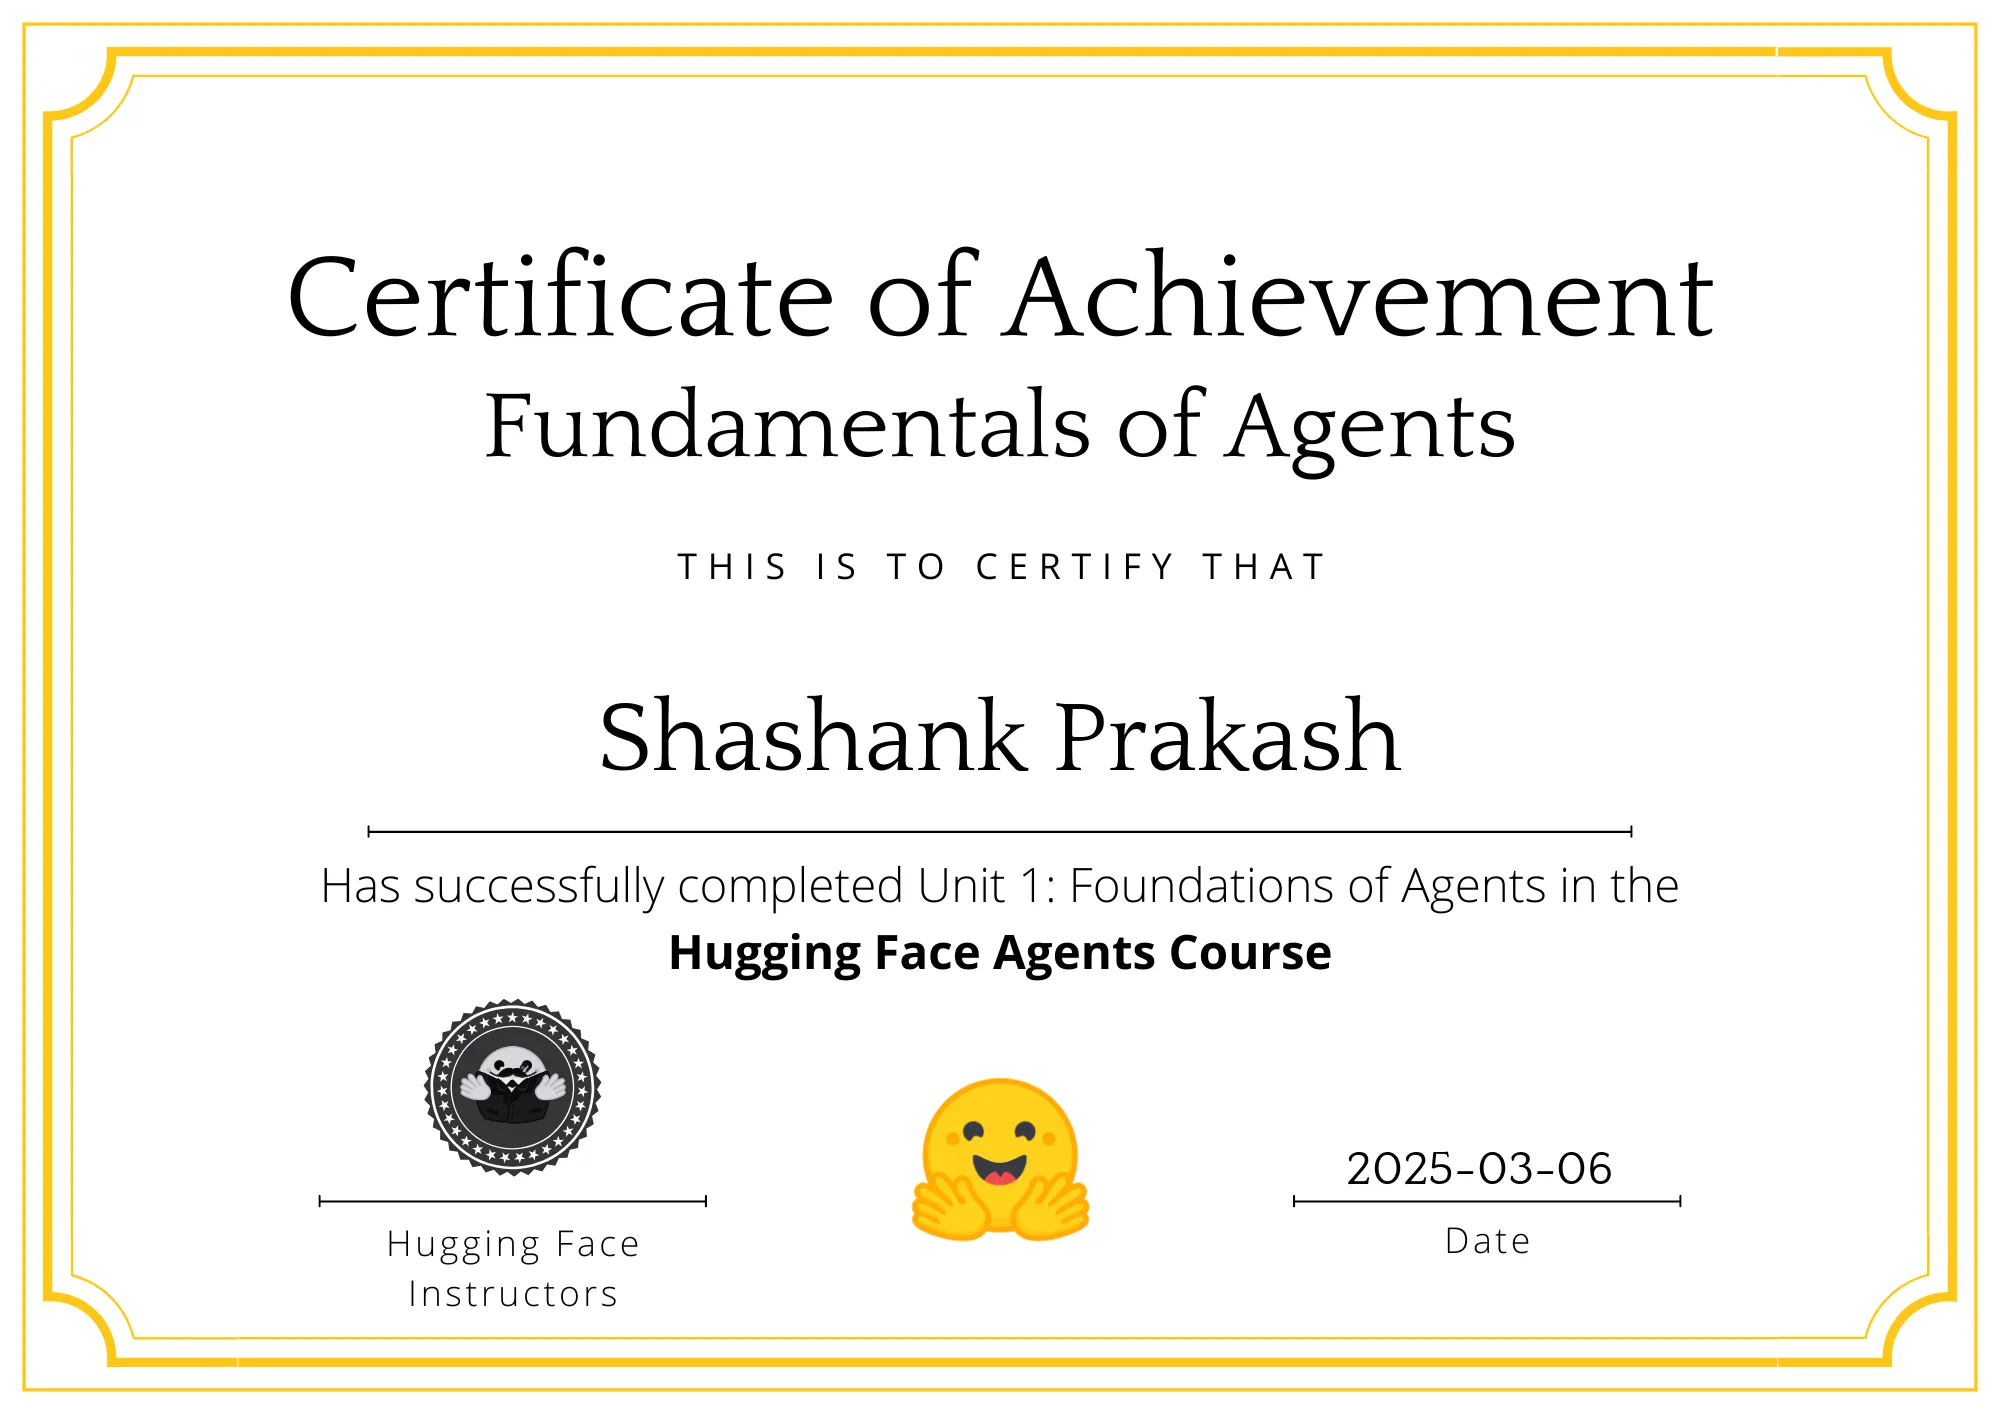 Certificate of Achievement
Fundamentals of Agents
THIS IS TO CERTIFY THAT
Shashank Prakash
Has successfully completed Unit 1: Foundations of Agents in the
Hugging Face Agents Course
2025-03-06
Hugging Face
Instructors
Date